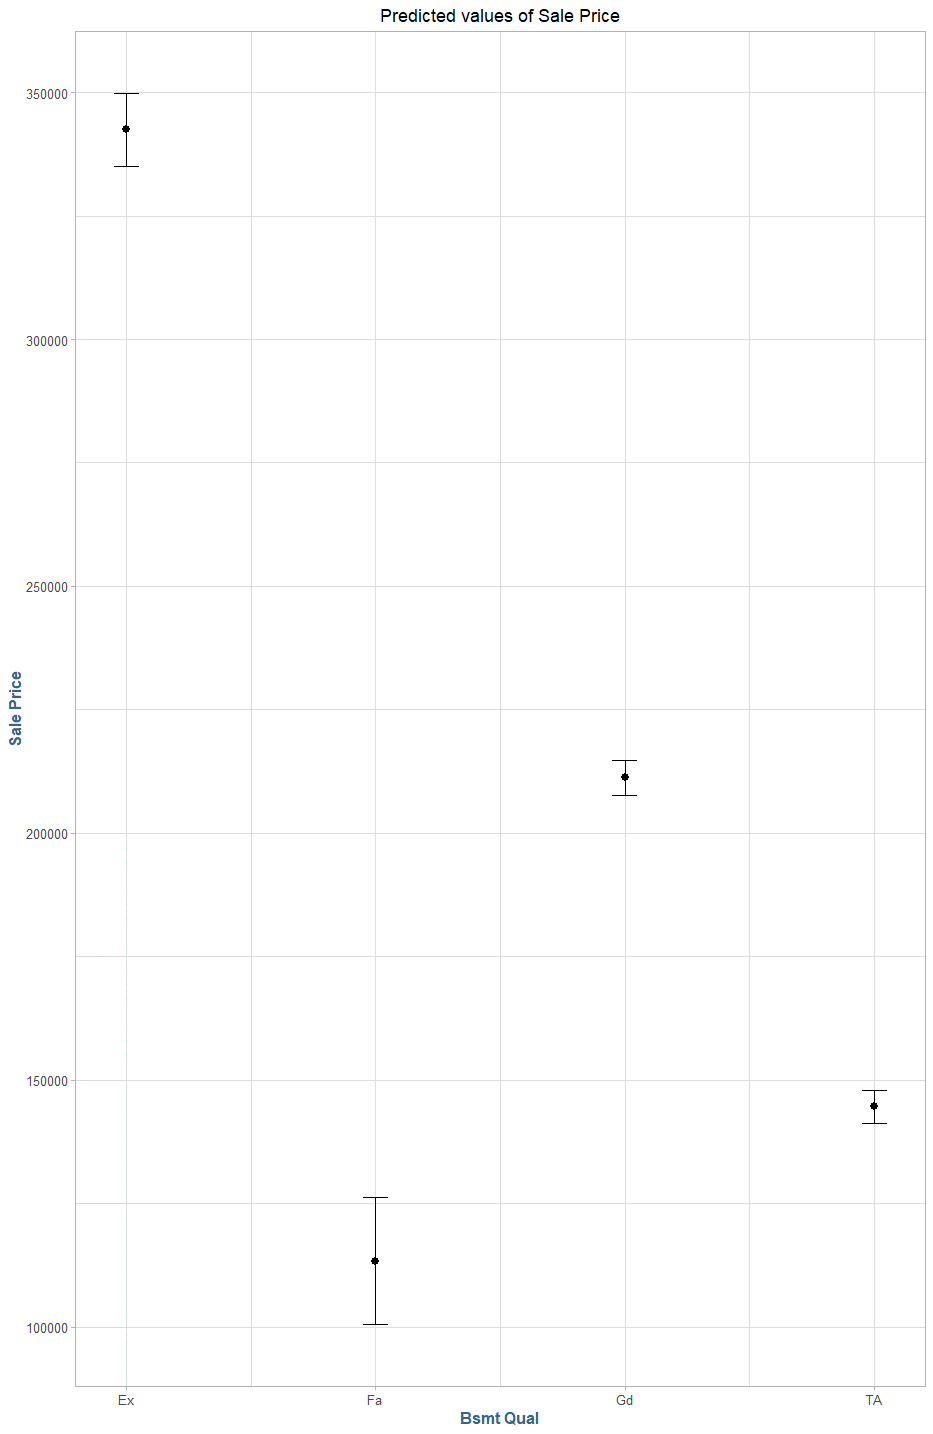 Predicted values of Sale Price
350000
300000
250000
200000
150000
100000
Sale Price
Ex Fa Gd TA
Bsmt Qual